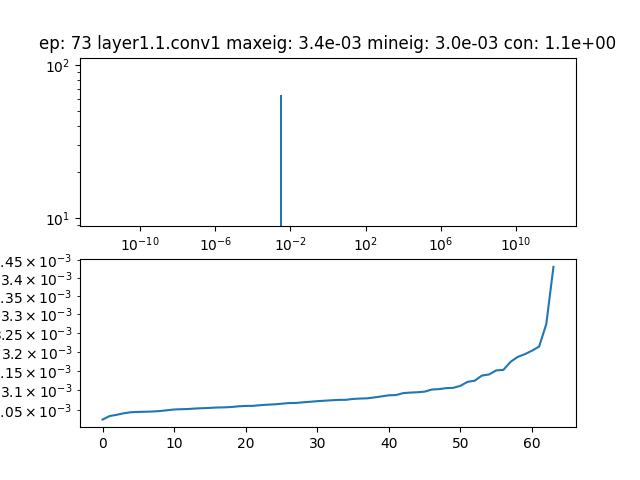 ep: 73 layer1.1.conv1 maxeig: 3.4e-03 mineig: 3.0e-03 con: 1.1e+00
10²
10¹
10⁻¹⁰ 10⁻⁶ 10⁻² 10² 10⁶ 10¹⁰
.45 × 10⁻³
3.4 × 10⁻³
.35 × 10⁻³
3.3 × 10⁻³
.25 × 10⁻³
3.2 × 10⁻³
.15 × 10⁻³
3.1 × 10⁻³
.05 × 10⁻³
0 10 20 30 40 50 60